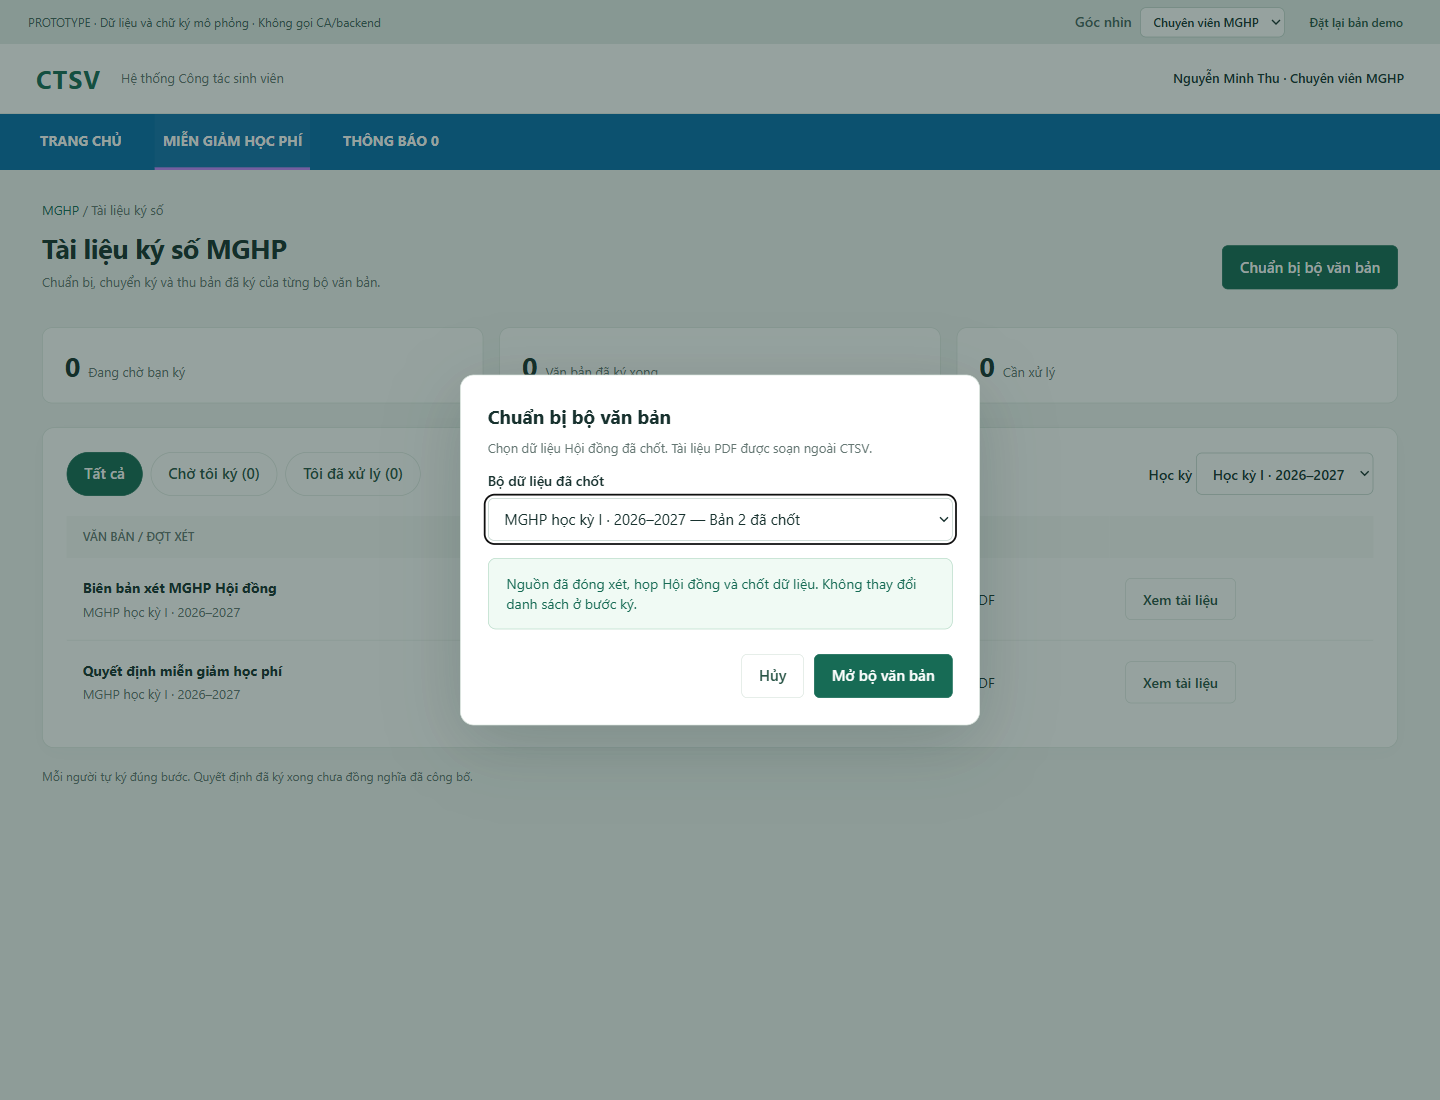 PROTOTYPE · Dữ liệu và chữ ký mô phỏng · Không gọi CA/backend
Góc nhìn
Chuyên viên MGHP
Đặt lại bản demo
CTSV
Hệ thống Công tác sinh viên
Nguyễn Minh Thu · Chuyên viên MGHP
TRANG CHỦ
MIỄN GIẢM HỌC PHÍ
THÔNG BÁO 0
MGHP / Tài liệu ký số
Tài liệu ký số MGHP
Chuẩn bị, chuyển ký và thu bản đã ký của từng bộ văn bản.
Chuẩn bị bộ văn bản
0 Đang chờ bạn ký
0 Văn bản đã ký xong
0 Cần xử lý
Tất cả
Chờ tôi ký (0)
Tôi đã xử lý (0)
Học kỳ
Học kỳ I · 2026–2027
VĂN BẢN / ĐỢT XÉT
Biên bản xét MGHP Hội đồng
MGHP học kỳ I · 2026–2027
DF
Xem tài liệu
Quyết định miễn giảm học phí
MGHP học kỳ I · 2026–2027
DF
Xem tài liệu
Mỗi người tự ký đúng bước. Quyết định đã ký xong chưa đồng nghĩa đã công bố.
Chuẩn bị bộ văn bản
Chọn dữ liệu Hội đồng đã chốt. Tài liệu PDF được soạn ngoài CTSV.
Bộ dữ liệu đã chốt
MGHP học kỳ I · 2026–2027 — Bản 2 đã chốt
Nguồn đã đóng xét, họp Hội đồng và chốt dữ liệu. Không thay đổi
danh sách ở bước ký.
Hủy
Mở bộ văn bản